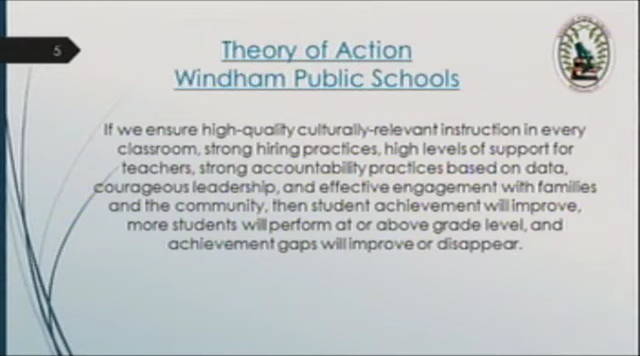 5
Theory of Action
Windham Public Schools
If we ensure high-quality culturally-relevant instruction in every
classroom, strong hiring practices, high levels of support for
teachers, strong accountability practices based on data,
courageous leadership, and effective engagement with families
and the community, then student achievement will improve,
more students will perform at or above grade level, and
achievement gaps will improve or disappear.